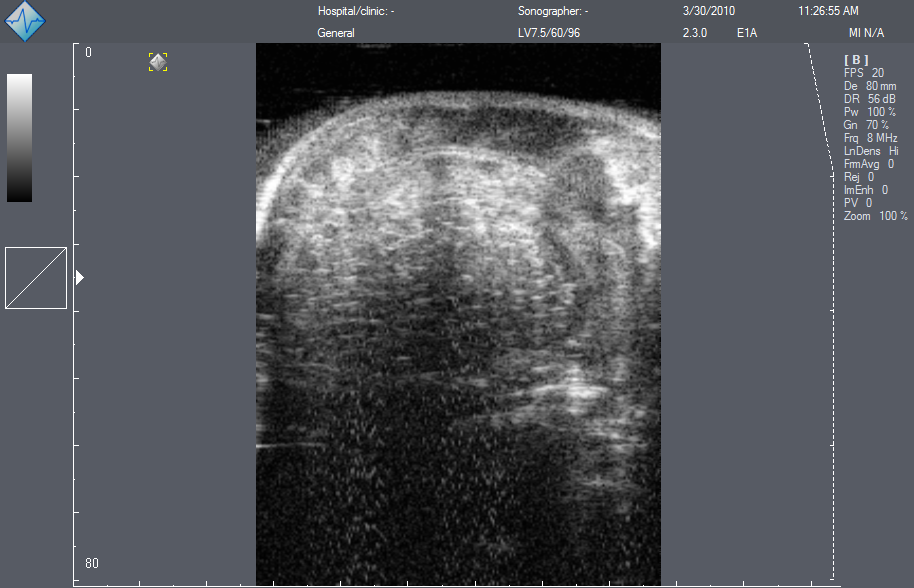 Hospital/clinic: - Sonographer: - 3/30/2010 11:26:55 AM
General LV7.5/60/96 2.3.0 E1A MI N/A
0
[ B ]
FPS 20
De 80 mm
DR 56 dB
Pw 100 %
Gn 70 %
Frq 8 MHz
LnDens Hi
FrmAvg 0
Rej 0
ImEnh 0
PV 0
Zoom 100 %
80